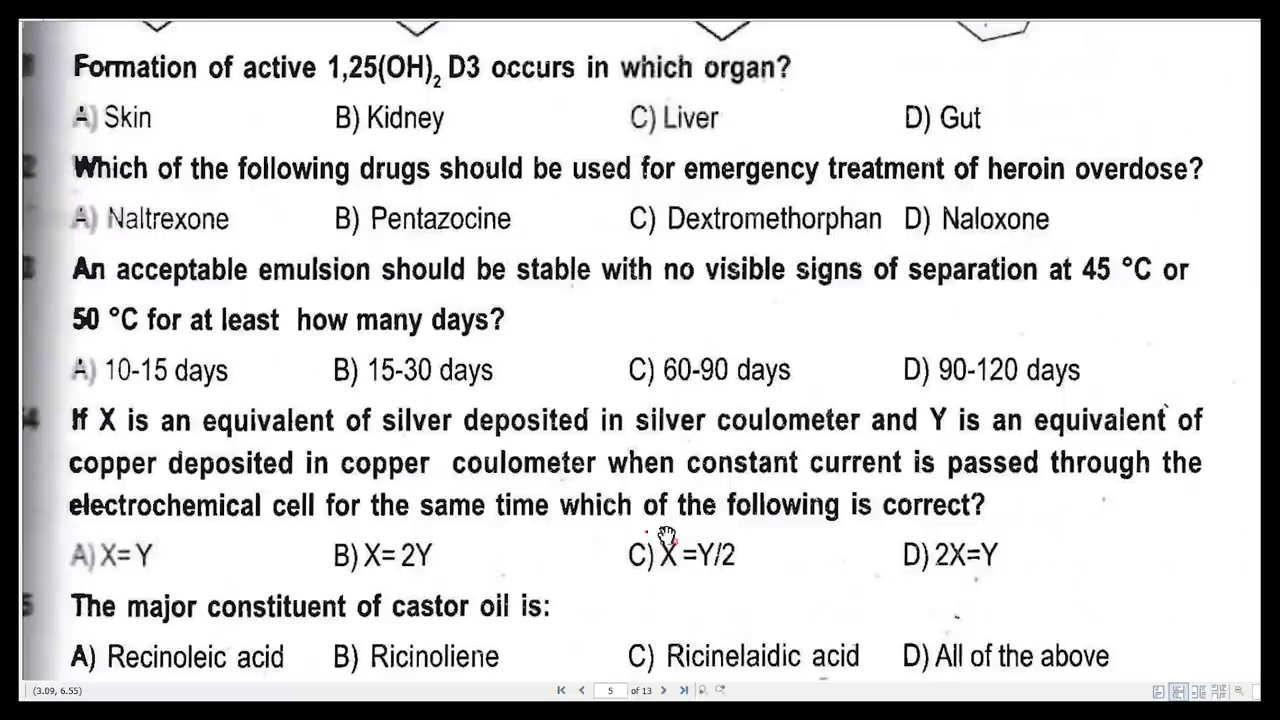 Formation of active 1,25(OH)2 D3 occurs in which organ?
A) Skin B) Kidney C) Liver D) Gut
2 Which of the following drugs should be used for emergency treatment of heroin overdose?
A) Naltrexone B) Pentazocine C) Dextromethorphan D) Naloxone
An acceptable emulsion should be stable with no visible signs of separation at 45 °C or
50 °C for at least how many days?
A) 10-15 days B) 15-30 days C) 60-90 days D) 90-120 days
4 If X is an equivalent of silver deposited in silver coulometer and Y is an equivalent of
copper deposited in copper coulometer when constant current is passed through the
electrochemical cell for the same time which of the following is correct?
A) X= Y B) X= 2Y C) X =Y/2 D) 2X=Y
5 The major constituent of castor oil is:
A) Recinoleic acid B) Ricinoliene C) Ricinelaidic acid D) All of the above
(3.09, 6.55) 5 of 13